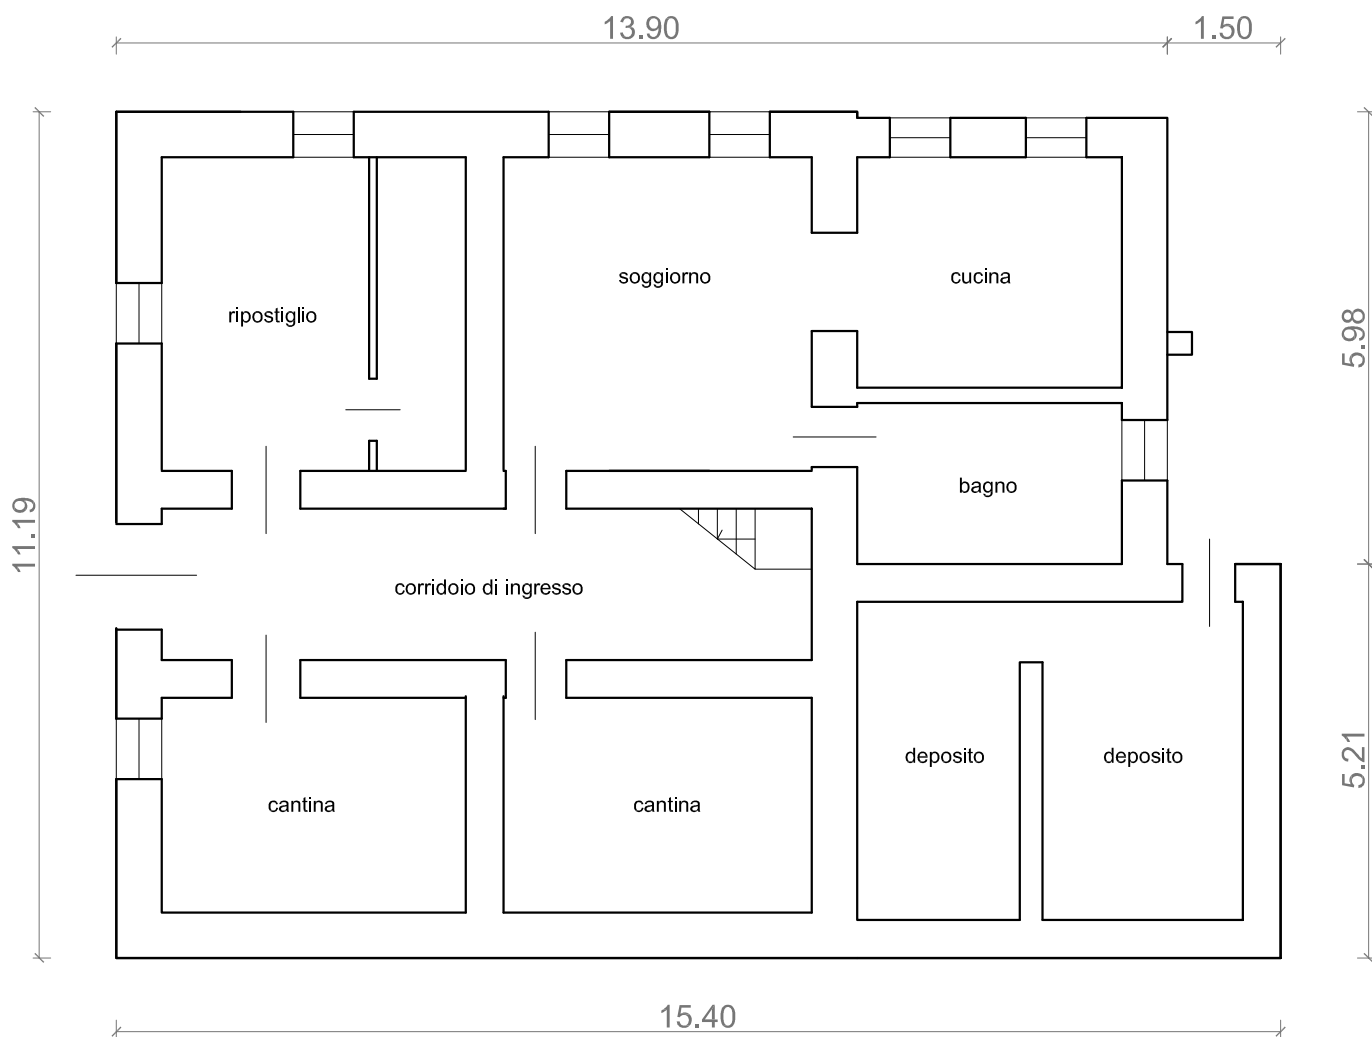 13.90
1.50
soggiorno
cucina
ripostiglio
5.98
bagno
11.19
corridoio di ingresso
deposito
deposito
5.21
cantina
cantina
15.40